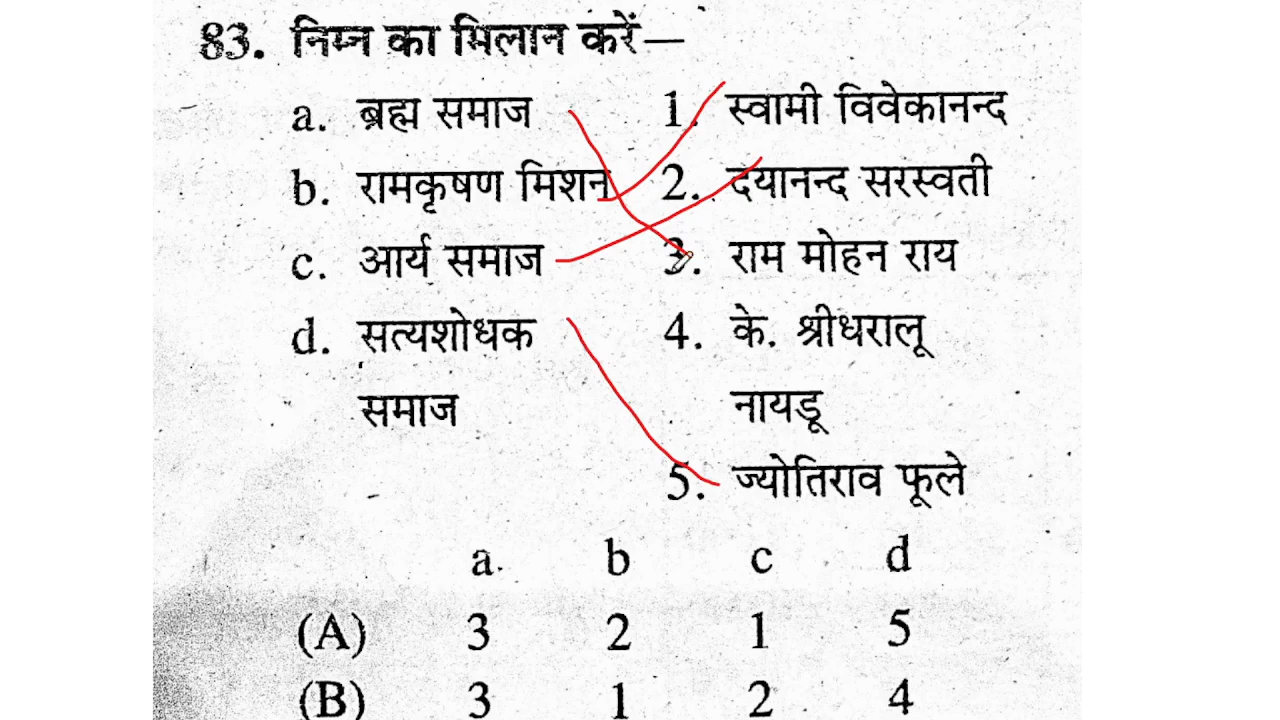 83. निम्न का मिलान करें—
a. ब्रह्म समाज 1. स्वामी विवेकानन्द
b. रामकृषण मिशन 2. दयानन्द सरस्वती
c. आर्य समाज 3. राम मोहन राय
d. सत्यशोधक 4. के. श्रीधरालू
समाज नायडू
5. ज्योतिराव फूले
a b c d
(A) 3 2 1 5
(B) 3 1 2 4